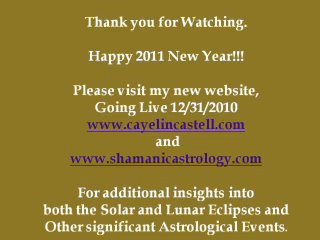 Thank you for Watching.
Happy 2011 New Year!!!
Please visit my new website,
Going Live 12/31/2010
www.cayelincastell.com
and
www.shamanicastrology.com
For additional insights into
both the Solar and Lunar Eclipses and
Other significant Astrological Events.